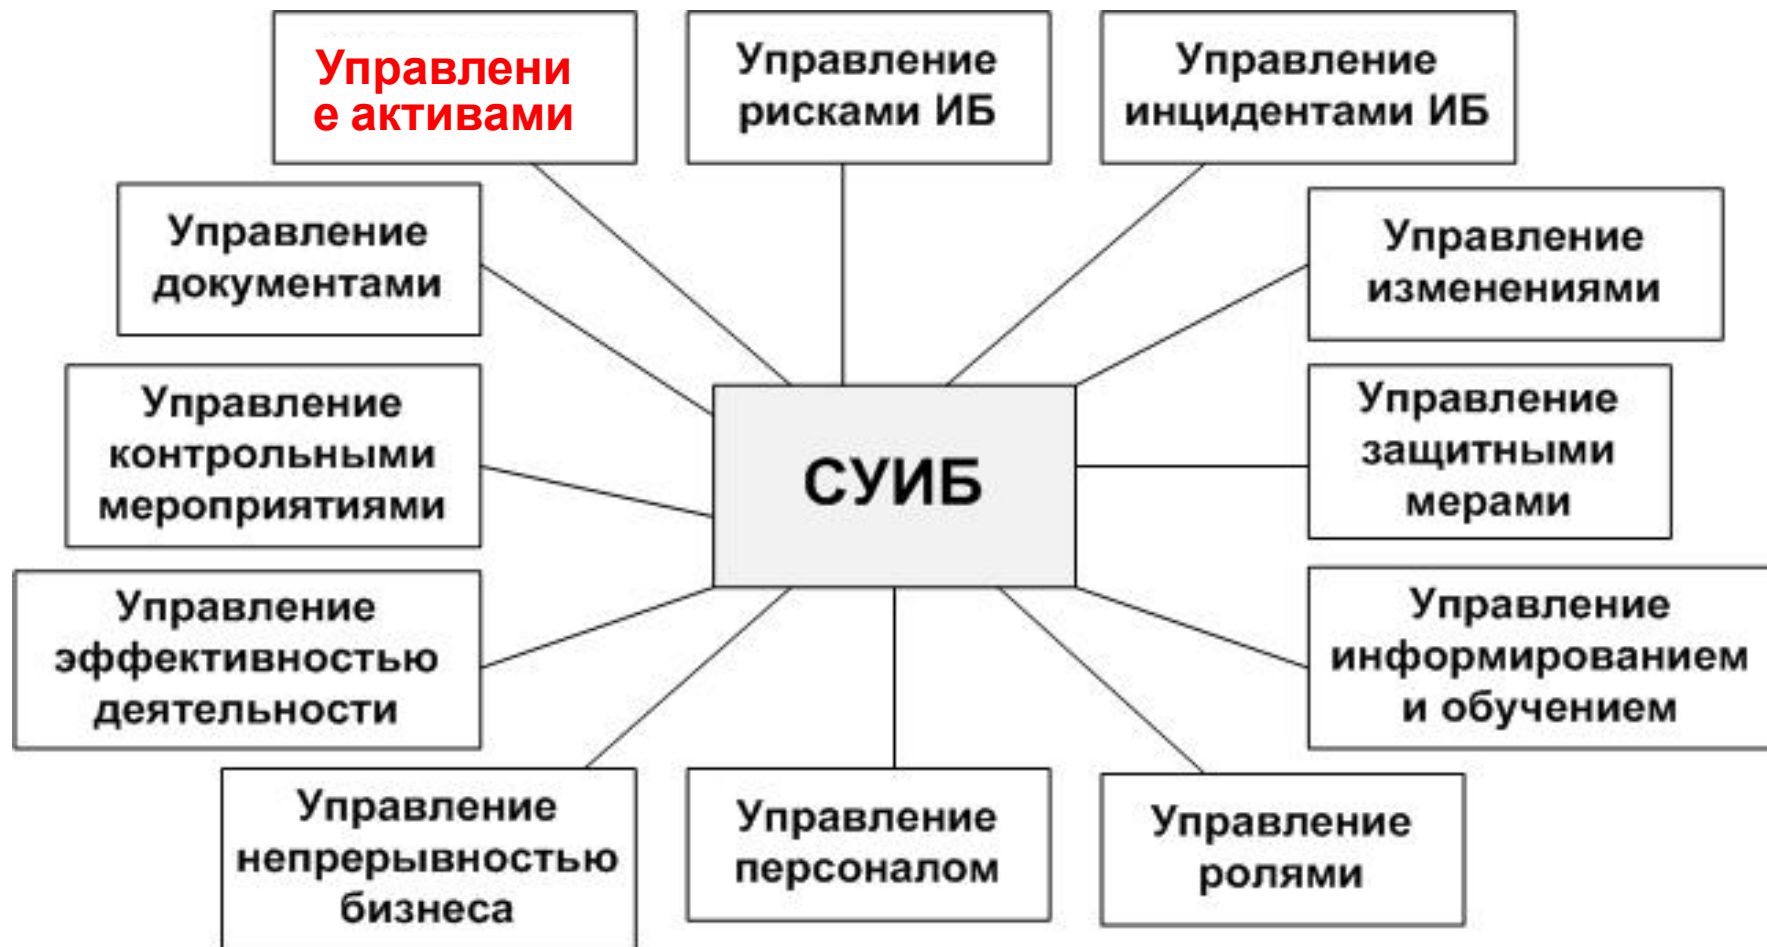 Управлени
е активами
Управление
рисками ИБ
Управление
инцидентами ИБ
Управление
документами
Управление
изменениями
Управление
контрольными
мероприятиями
СУИБ
Управление
защитными
мерами
Управление
эффективностью
деятельности
Управление
информированием
и обучением
Управление
непрерывностью
бизнеса
Управление
персоналом
Управление
ролями